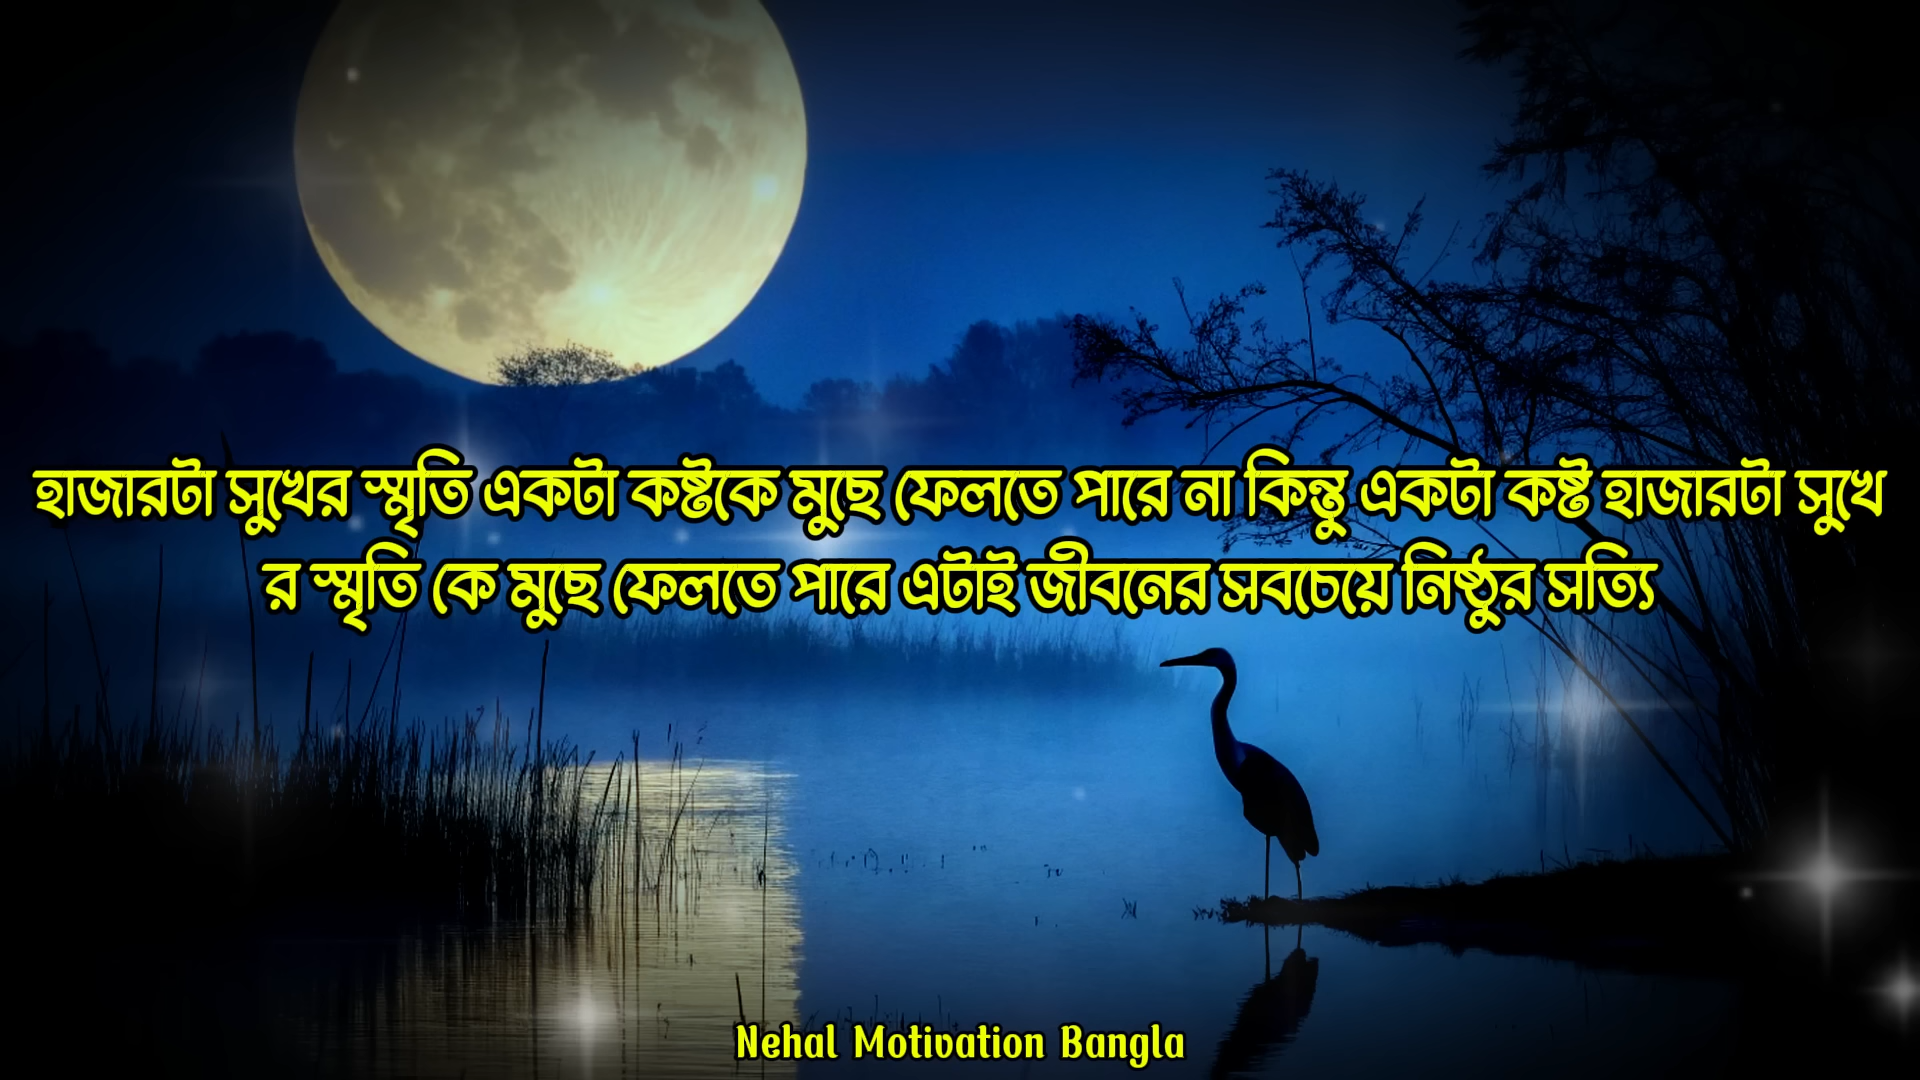 হাজারটা সুখের স্মৃতি একটা কষ্টকে মুছে ফেলতে পারে না কিন্তু একটা কষ্ট হাজারটা সুখে
র স্মৃতি কে মুছে ফেলতে পারে এটাই জীবনের সবচেয়ে নিষ্ঠুর সত্যি
Nehal Motivation Bangla